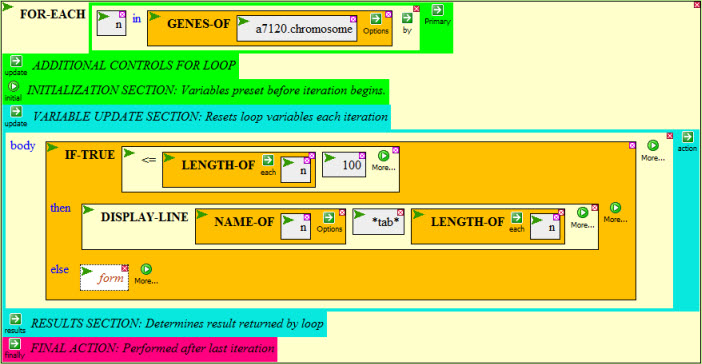 FOR-EACH n in GENES-OF a7120.chromosome Options by Primary
update ADDITIONAL CONTROLS FOR LOOP
initial INITIALIZATION SECTION: Variables preset before iteration begins.
update VARIABLE UPDATE SECTION: Resets loop variables each iteration
body IF-TRUE <= LENGTH-OF each n 100 More... More... action
then DISPLAY-LINE NAME-OF n Options *tab* LENGTH-OF each n More... More...
else form More...
results RESULTS SECTION: Determines result returned by loop
finally FINAL ACTION: Performed after last iteration